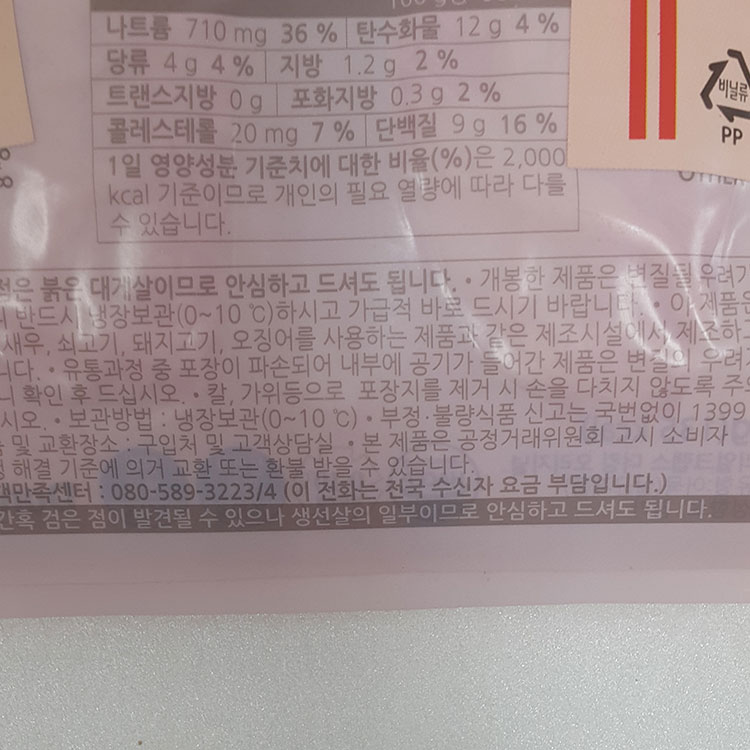 나트륨 710 mg 36 % 탄수화물 12 g 4 %
당류 4 g 4 % 지방 1.2 g 2 %
트랜스지방 0 g 포화지방 0.3 g 2 %
콜레스테롤 20 mg 7 % 단백질 9 g 16 %
1일 영양성분 기준치에 대한 비율(%)은 2,000
kcal 기준이므로 개인의 필요 열량에 따라 다를
수 있습니다.
비닐류
PP
붉은 대게살이므로 안심하고 드셔도 됩니다. • 개봉한 제품은 변질될 우려가
반드시 냉장보관(0~10 ℃)하시고 가급적 바로 드시기 바랍니다. • 이 제품은
새우, 쇠고기, 돼지고기, 오징어를 사용하는 제품과 같은 제조시설에서 제조하고
니다. • 유통과정 중 포장이 파손되어 내부에 공기가 들어간 제품은 변질의 우려
니 확인 후 드십시오. • 칼, 가위등으로 포장지를 제거 시 손을 다치지 않도록 주
시오. • 보관방법 : 냉장보관(0~10 ℃) • 부정·불량식품 신고는 국번없이 1399
및 교환장소 : 구입처 및 고객상담실 • 본 제품은 공정거래위원회 고시 소비자
해결 기준에 의거 교환 또는 환불 받을 수 있습니다.
객만족센터 : 080-589-3223/4 (이 전화는 전국 수신자 요금 부담입니다.)
간혹 검은 점이 발견될 수 있으나 생선살의 일부이므로 안심하고 드셔도 됩니다.